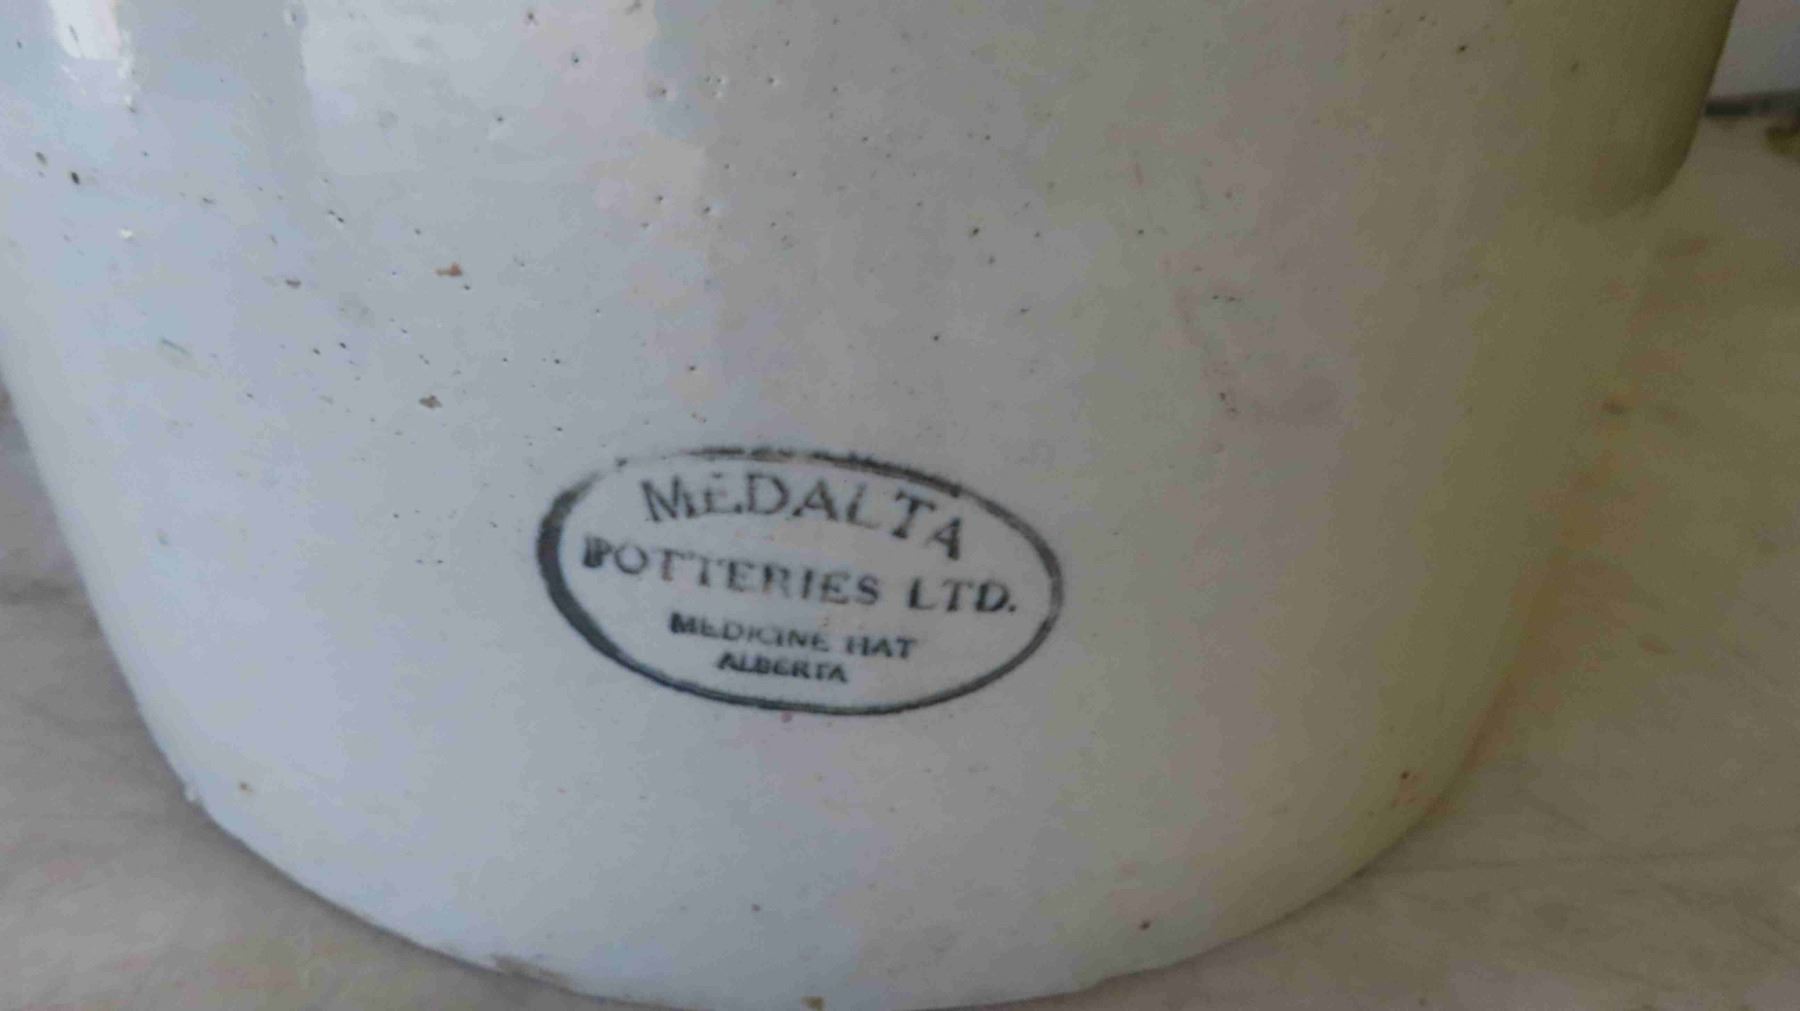 MEDALTA
POTTERIES LTD.
MEDICINE HAT
ALBERTA